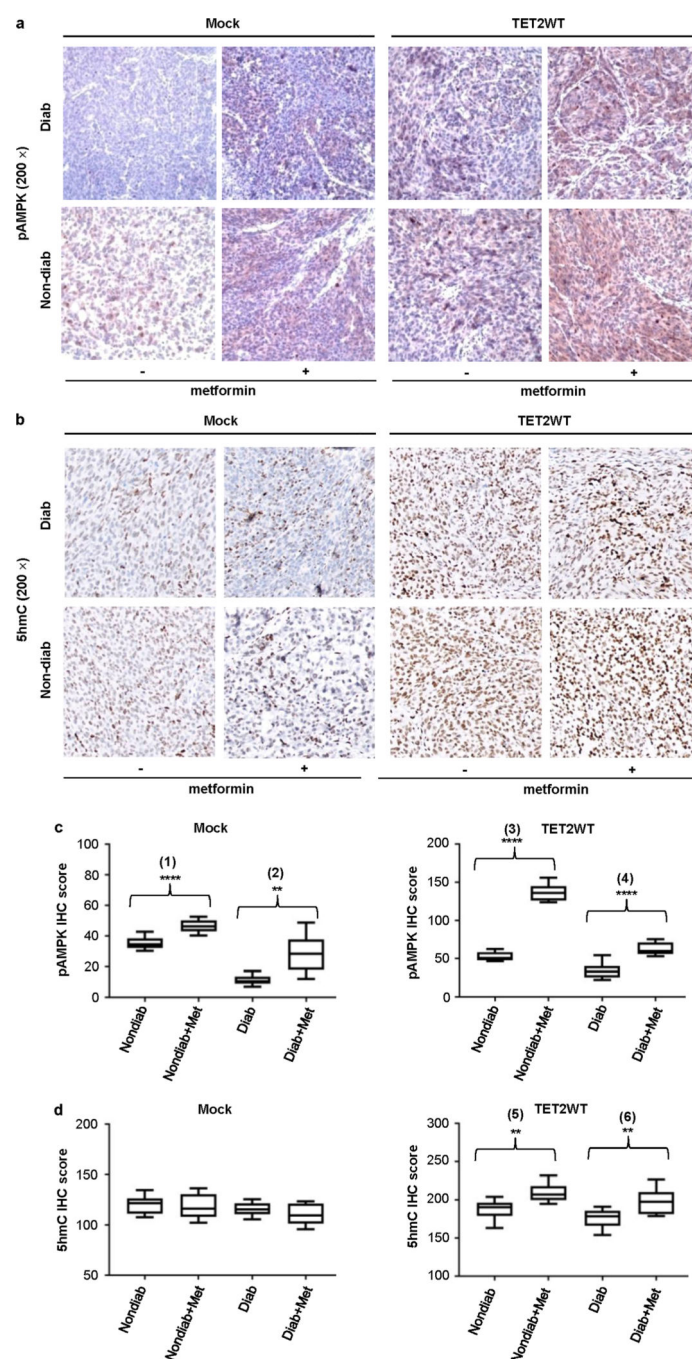 a
Mock
TET2WT
pAMPK (200 ×)
Diab
Non-diab
-
+
-
+
metformin
metformin
b
Mock
TET2WT
5hmC (200 ×)
Diab
Non-diab
-
+
-
+
metformin
metformin
c
Mock
pAMPK IHC score
100
80
60
40
20
0
(1)
****
(2)
**
Nondiab
Nondiab+Met
Diab
Diab+Met
TET2WT
pAMPK IHC score
200
150
100
50
0
(3)
****
(4)
****
Nondiab
Nondiab+Met
Diab
Diab+Met
d
Mock
5hmC IHC score
200
150
100
50
Nondiab
Nondiab+Met
Diab
Diab+Met
TET2WT
5hmC IHC score
300
250
200
150
100
(5)
**
(6)
**
Nondiab
Nondiab+Met
Diab
Diab+Met